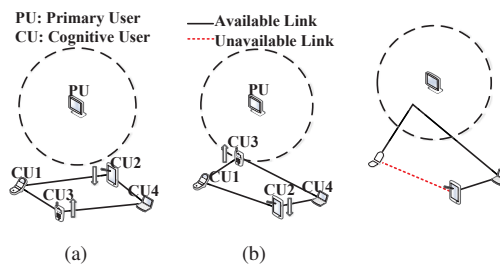 PU: Primary User
CU: Cognitive User
Available Link
Unavailable Link
PU
CU1
CU2
CU3
CU4
(a)
PU
CU3
CU1
CU2
CU4
(b)